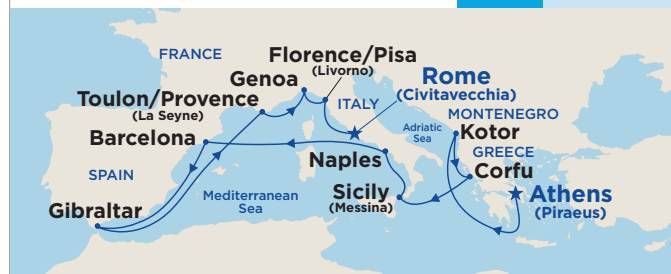 FRANCE
Florence/Pisa
(Livorno)
Genoa
Rome
(Civitavecchia)
Toulon/Provence
(La Seyne)
ITALY
MONTENEGRO
Barcelona
Adriatic
Sea
Kotor
Naples
GREECE
Corfu
SPAIN
Mediterranean
Sea
Sicily
(Messina)
Athens
(Piraeus)
Gibraltar